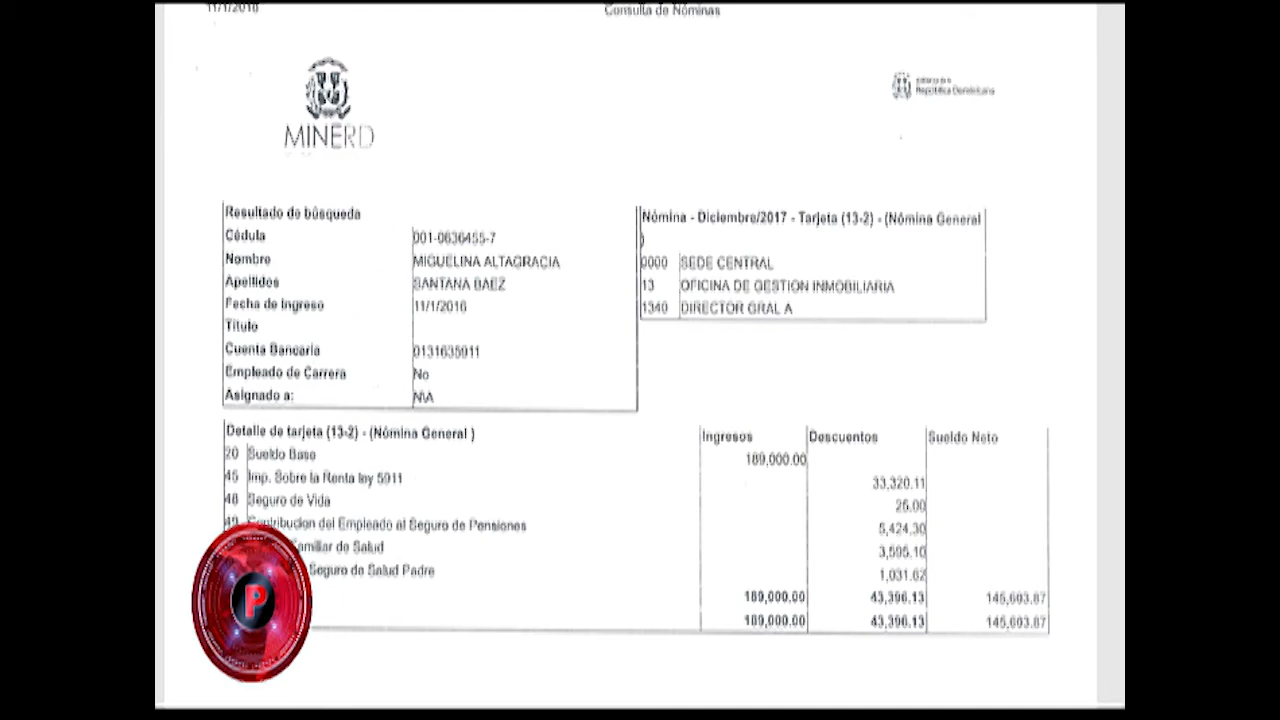 11/1/2018
Consulta de Nóminas
República Dominicana
MINERD
Resultado de búsqueda
Cédula 001-0636455-7
Nombre MIGUELINA ALTAGRACIA
Apellidos SANTANA BAEZ
Fecha de Ingreso 11/1/2016
Título
Cuenta Bancaria 0131635911
Empleado de Carrera No
Asignado a: N\A
Nómina - Diciembre/2017 - Tarjeta (13-2) - (Nómina General
)
0000 SEDE CENTRAL
13 OFICINA DE GESTION INMOBILIARIA
1340 DIRECTOR GRAL A
Detalle de tarjeta (13-2) - (Nómina General ) Ingresos Descuentos Sueldo Neto
20 Sueldo Base 189,000.00
45 Imp. Sobre la Renta ley 5911 33,320.11
48 Seguro de Vida 25.00
49 Contribucion del Empleado al Seguro de Pensiones 5,424.30
amiliar de Salud 3,595.10
Seguro de Salud Padre 1,031.62
189,000.00 43,396.13 145,603.87
189,000.00 43,396.13 145,603.87
P